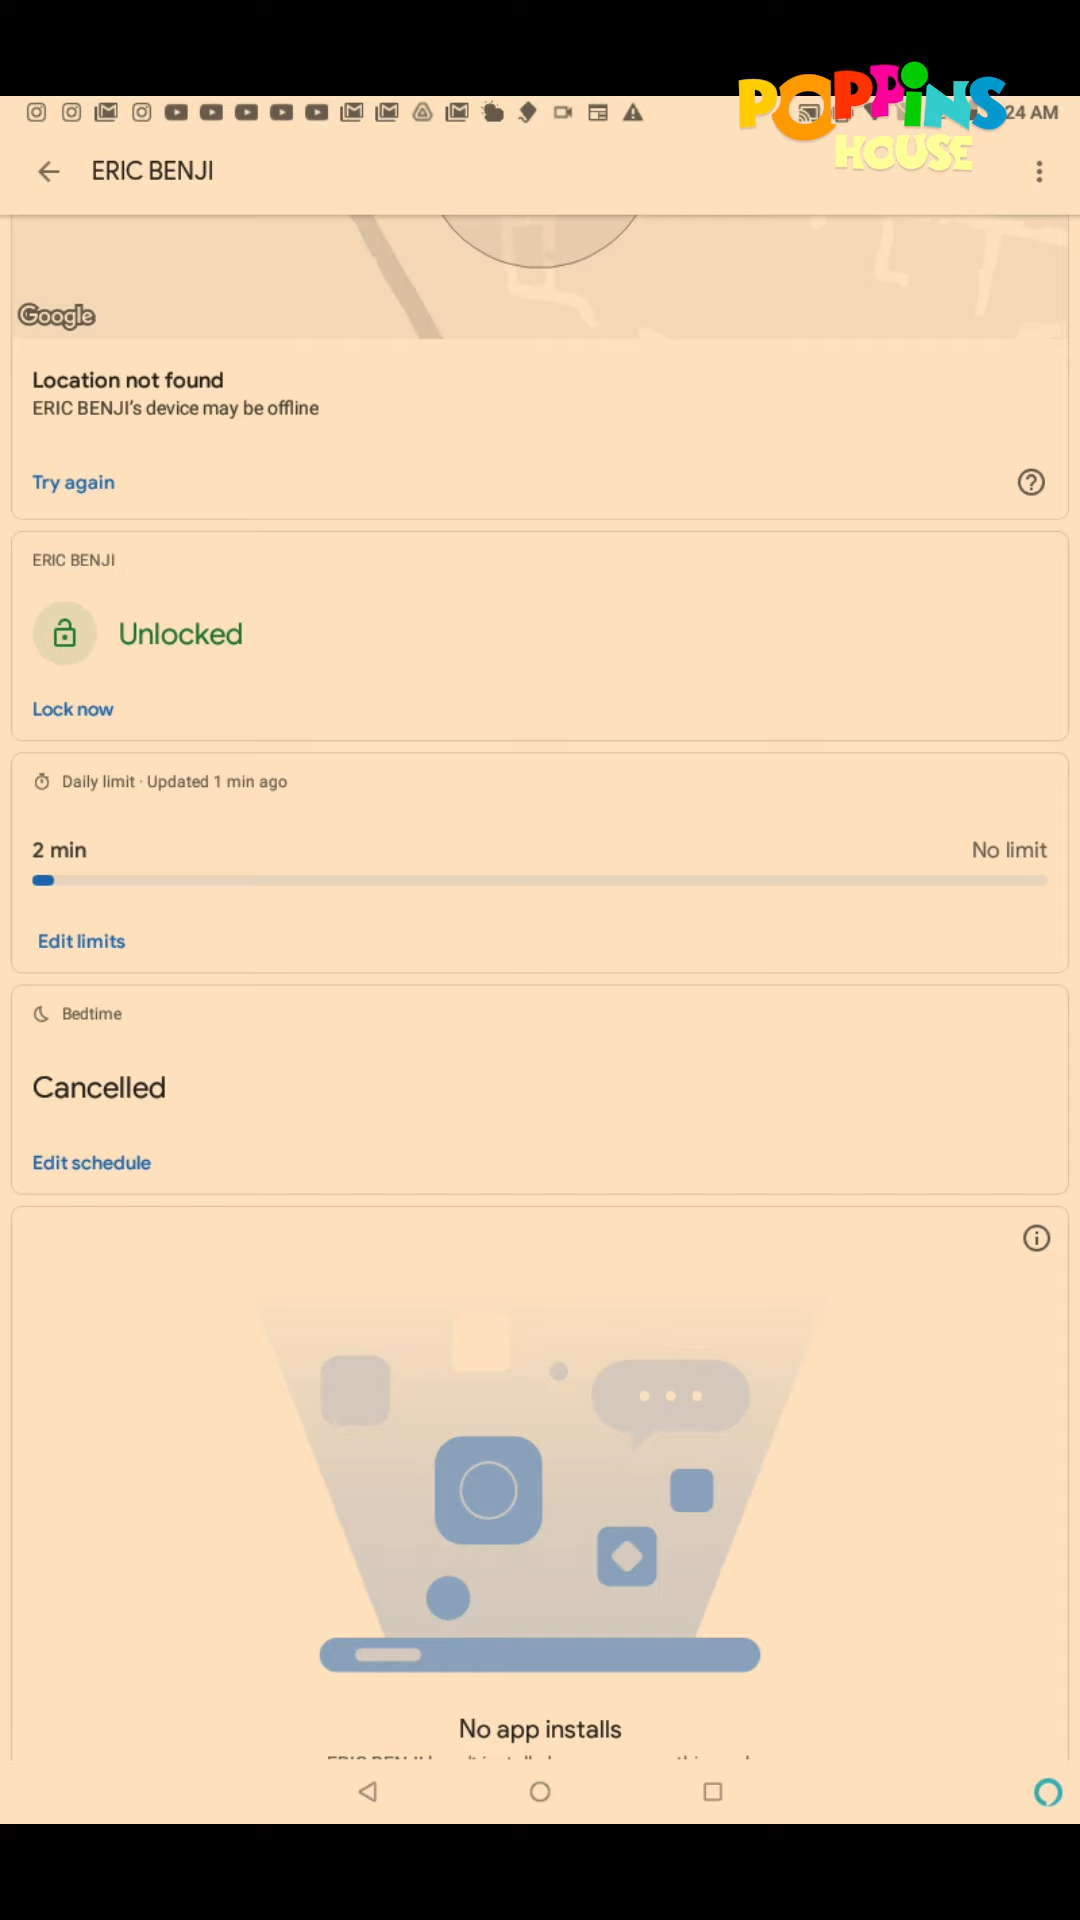 POPPINS
HOUSE
24 AM
ERIC BENJI
Google
Location not found
ERIC BENJI's device may be offline
Try again
ERIC BENJI
Unlocked
Lock now
Daily limit · Updated 1 min ago
2 min
No limit
Edit limits
Bedtime
Cancelled
Edit schedule
No app installs